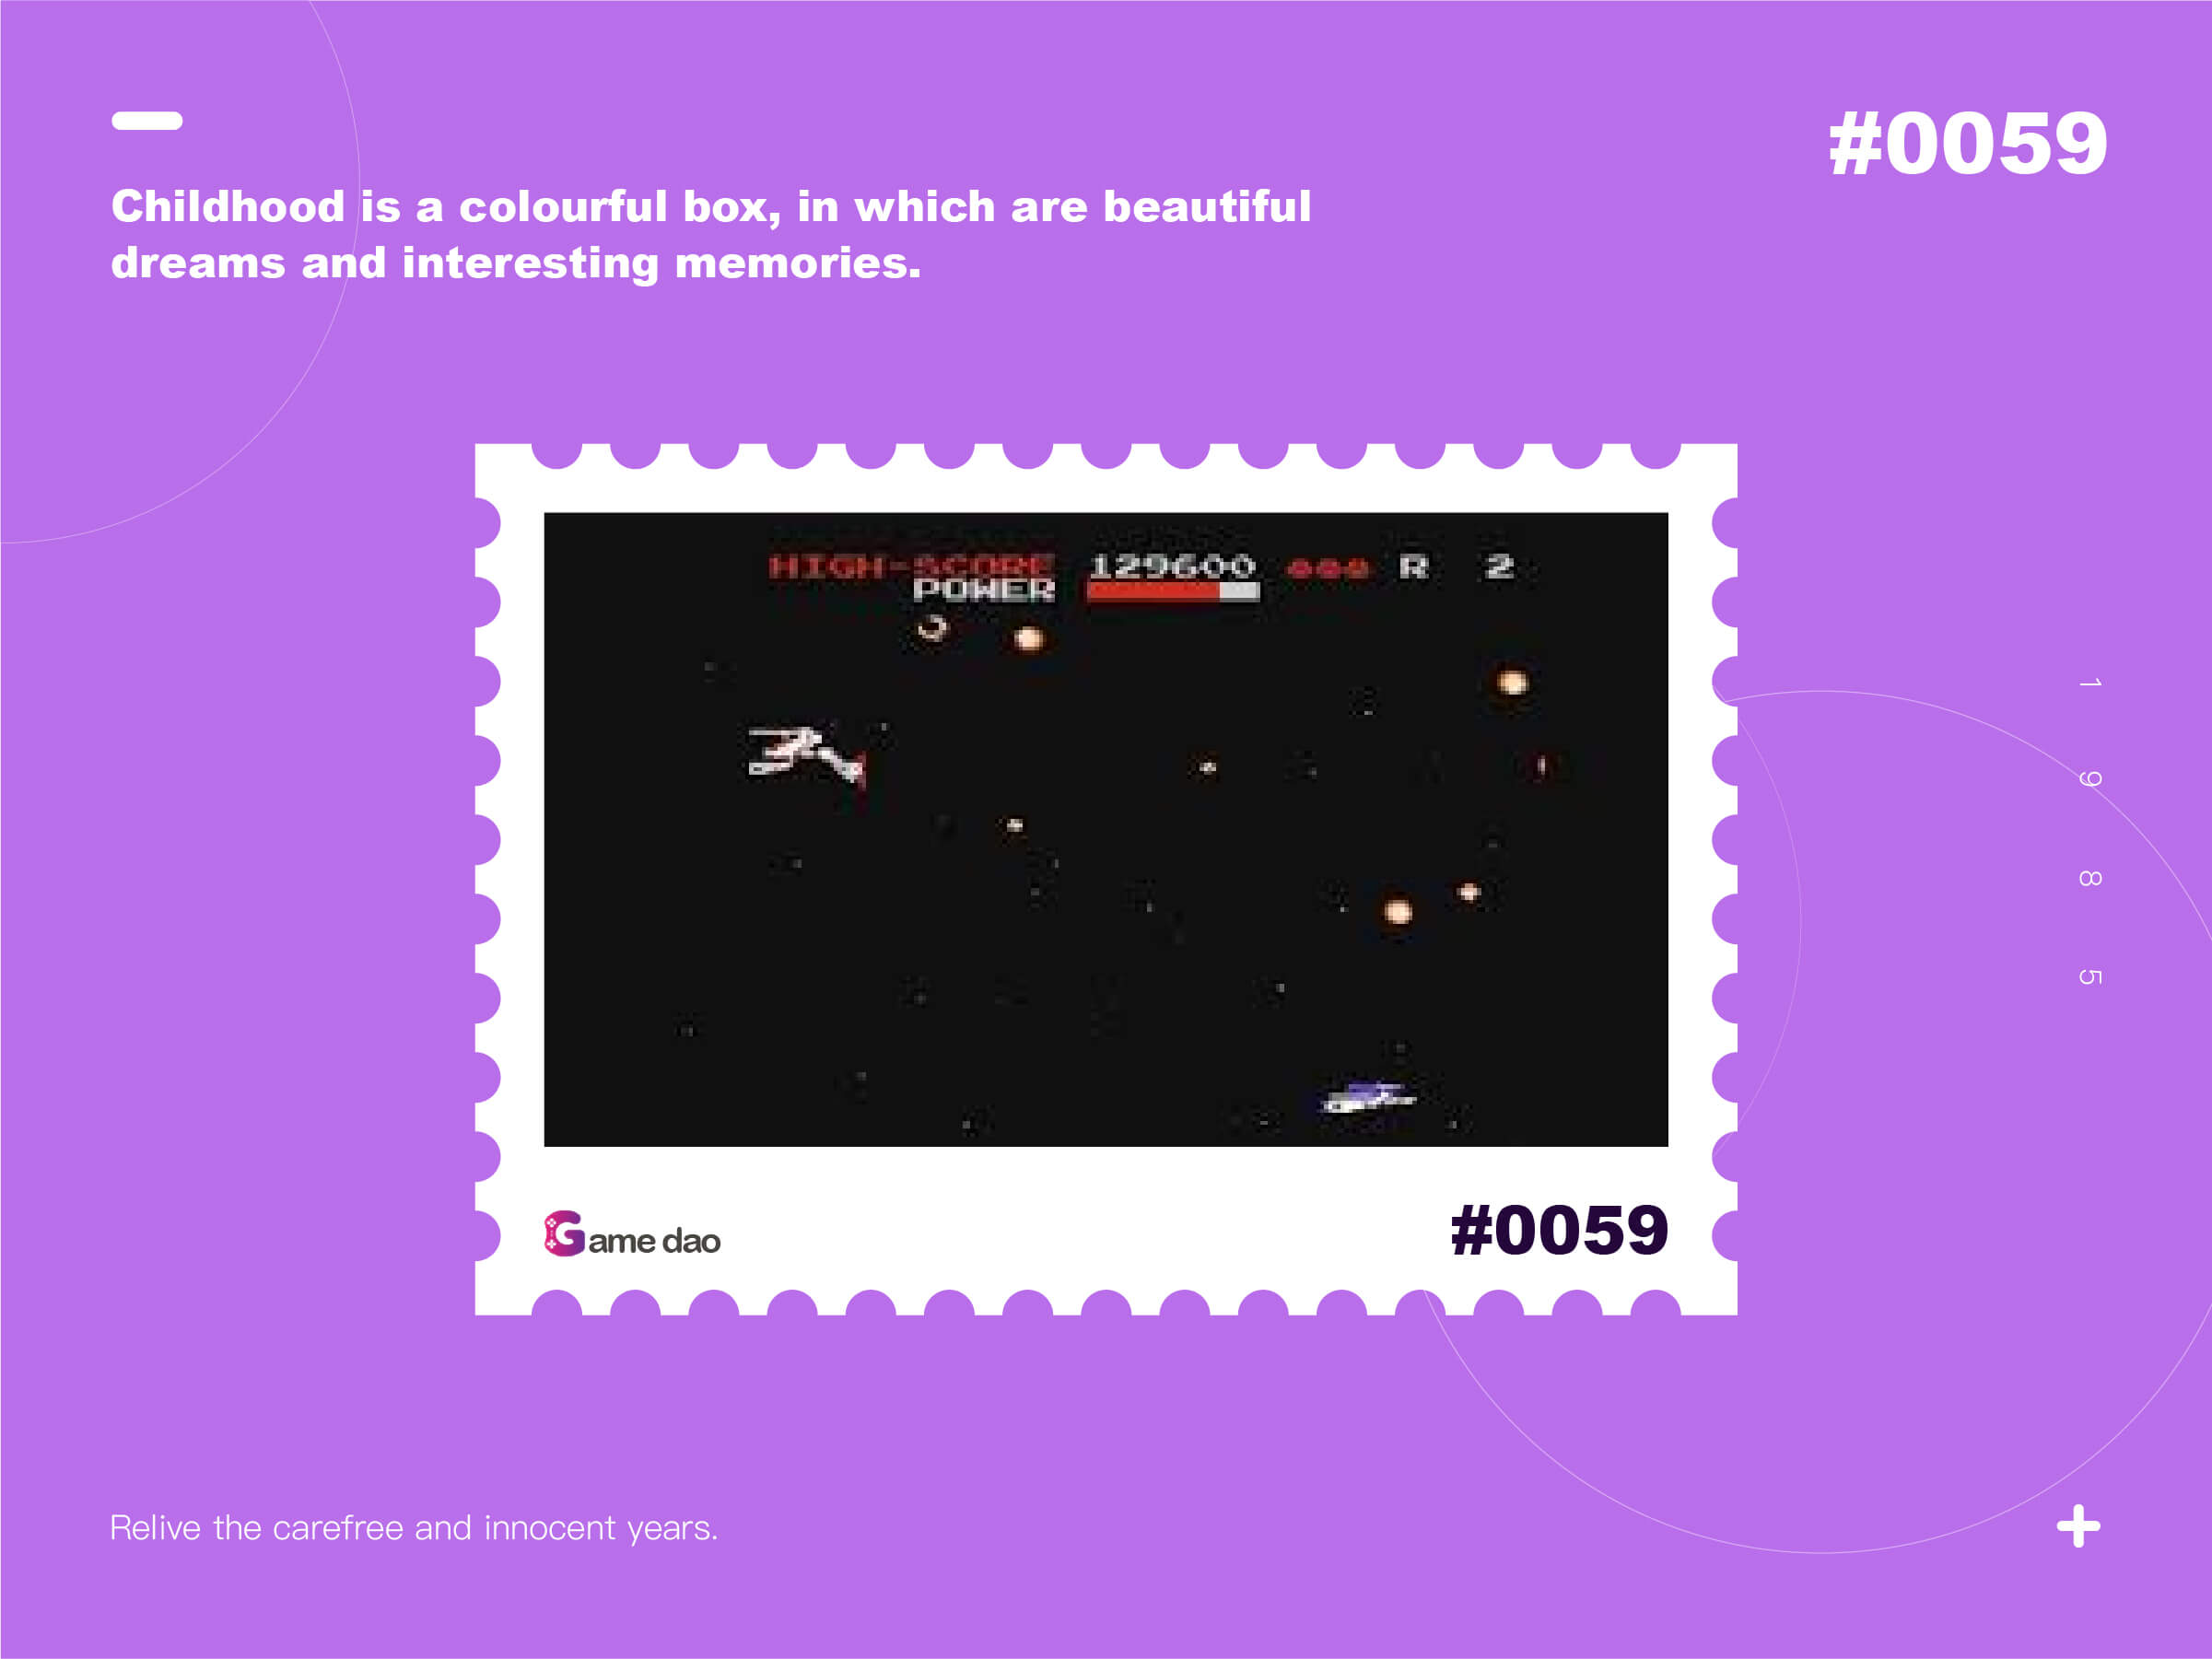 #0059
Childhood is a colourful box, in which are beautiful
dreams and interesting memories.
HIGH-SCORE 129600 R 2
POWER
1 9 8 5
Game dao
#0059
Relive the carefree and innocent years.